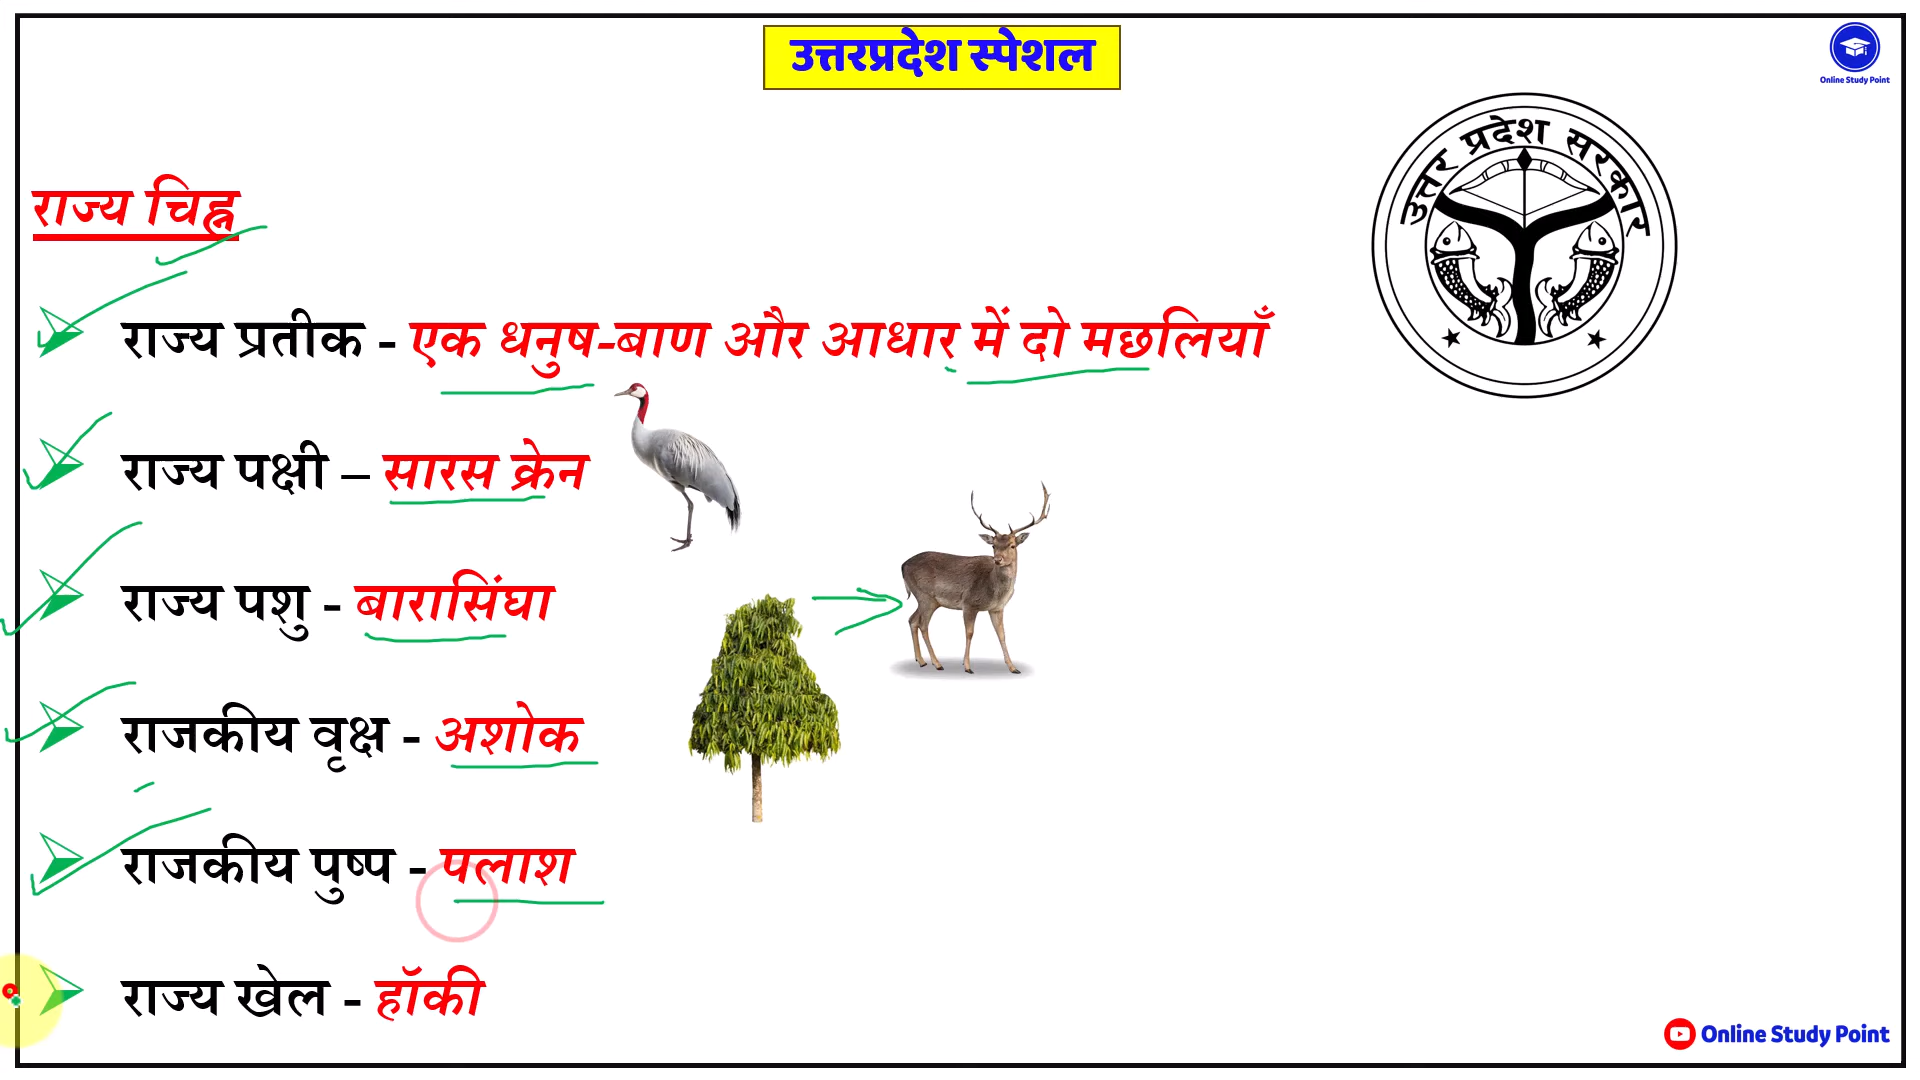 उत्तरप्रदेश स्पेशल
Online Study Point
उत्तर प्रदेश सरकार
राज्य चिह्न
राज्य प्रतीक - एक धनुष-बाण और आधार में दो मछलियाँ
राज्य पक्षी – सारस क्रेन
राज्य पशु - बारासिंघा
राजकीय वृक्ष - अशोक
राजकीय पुष्प - पलाश
राज्य खेल - हॉकी
Online Study Point